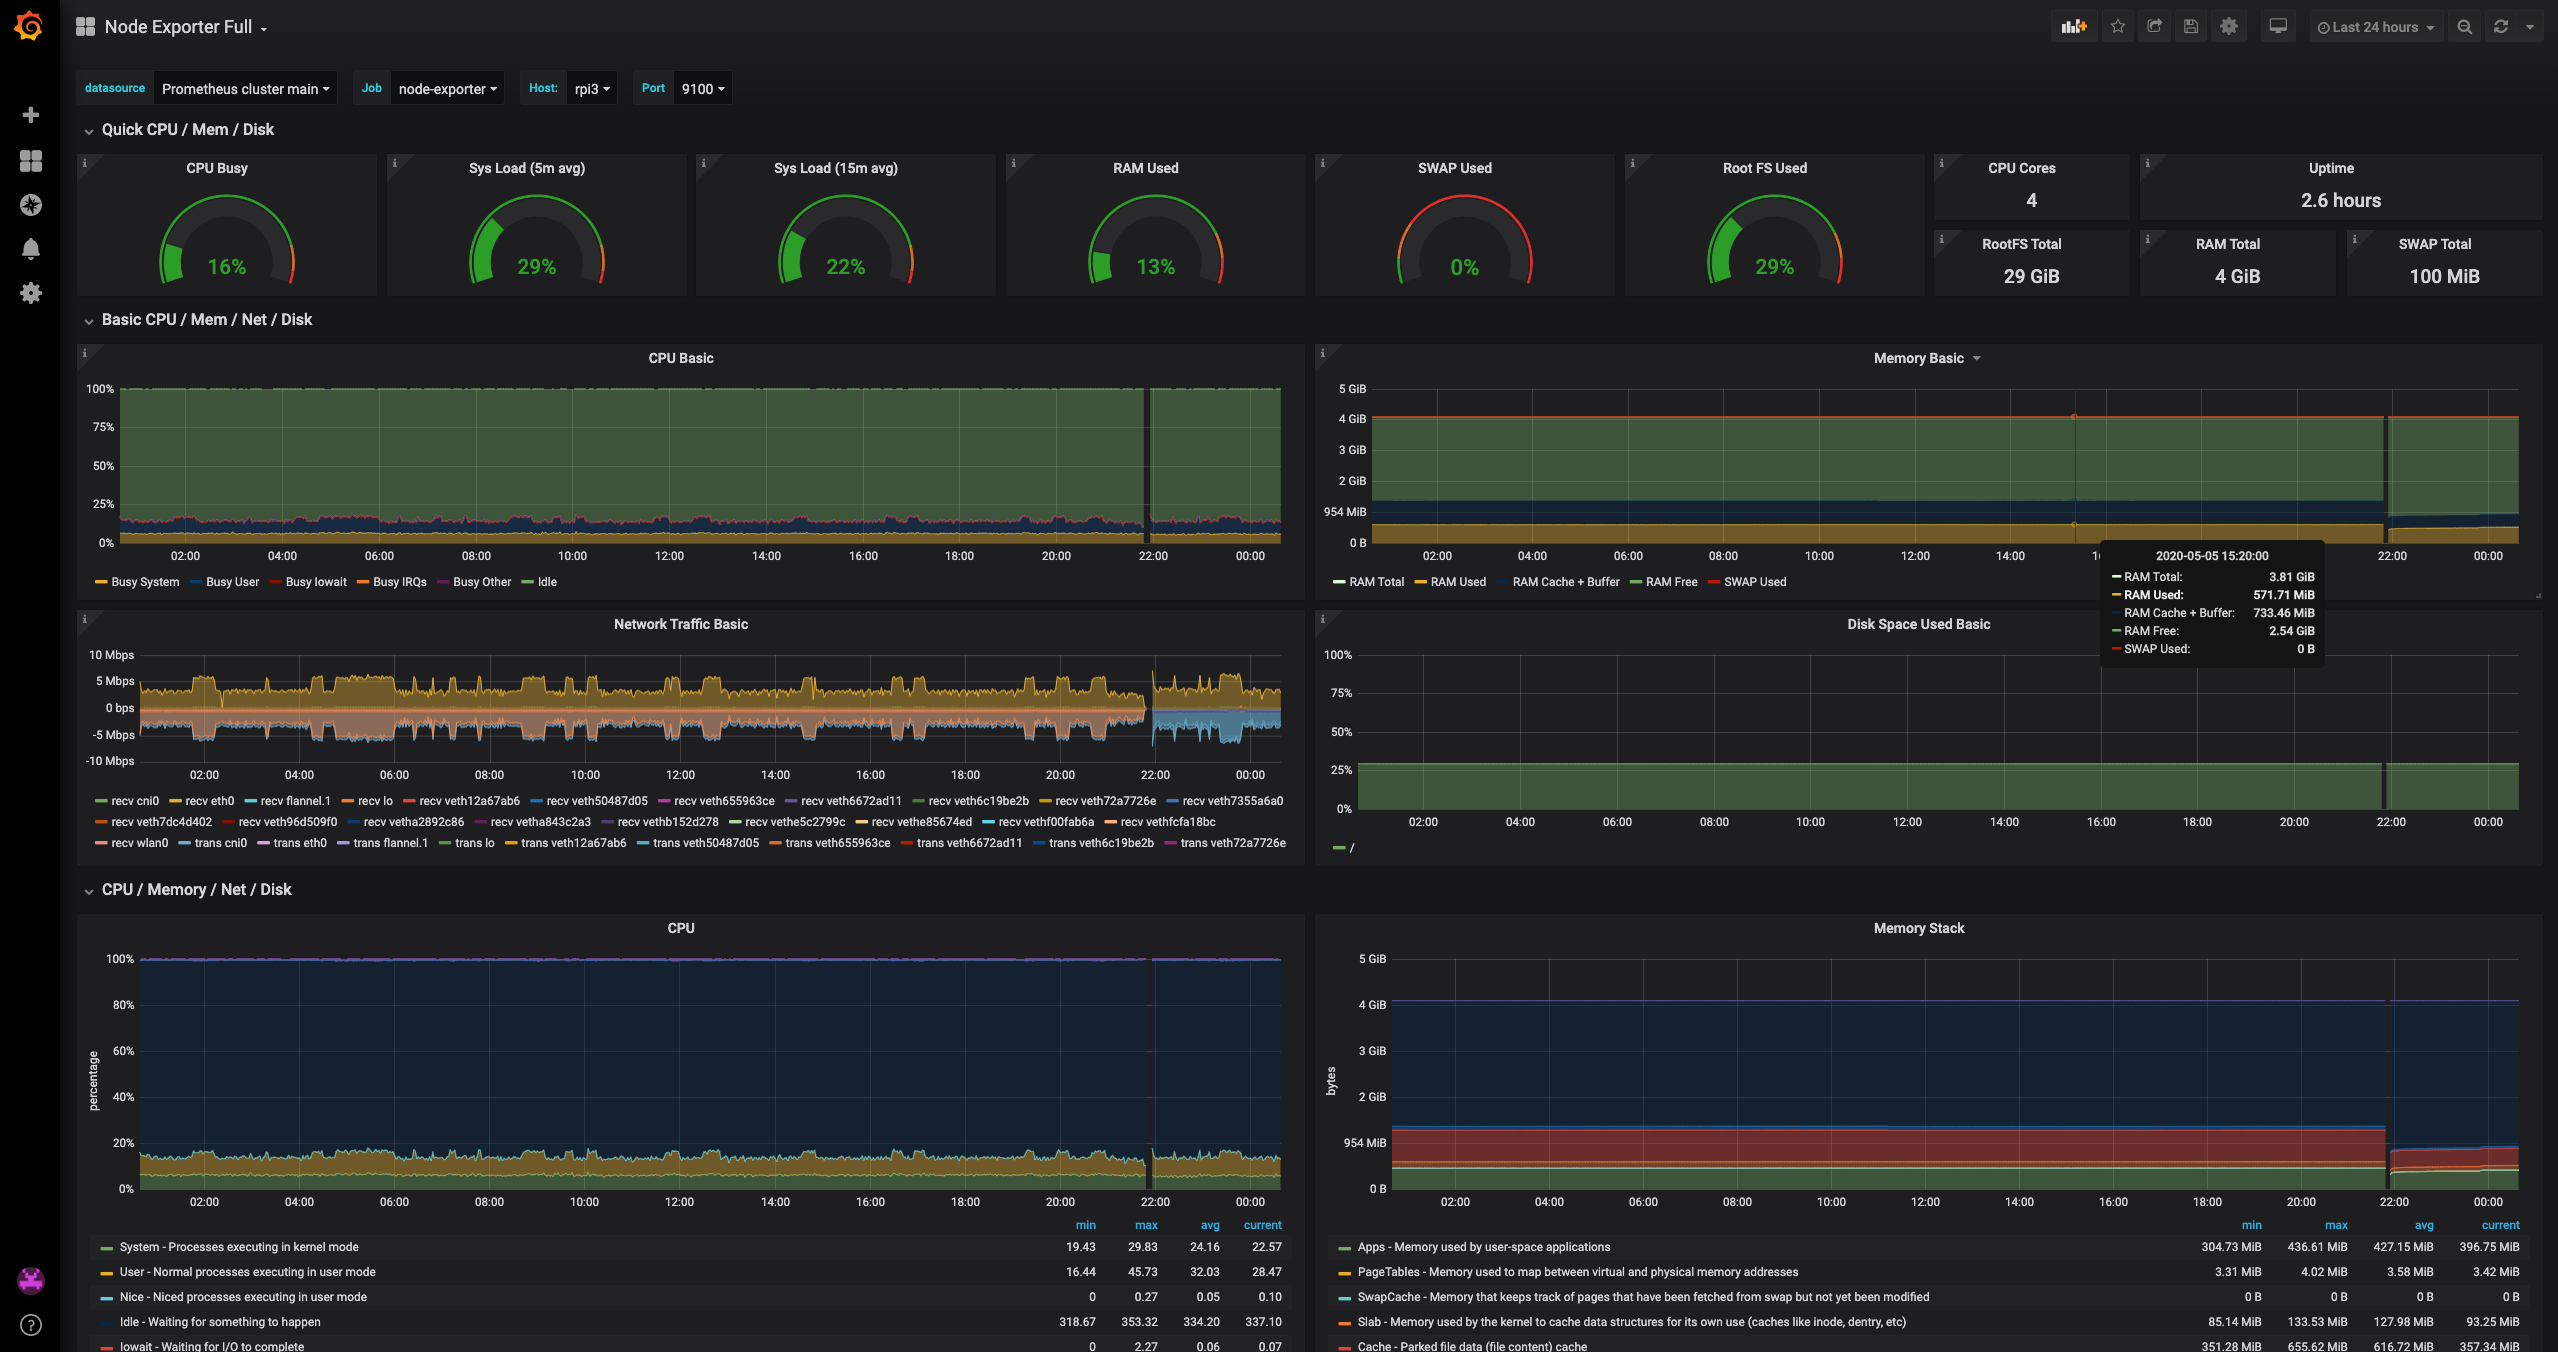 Node Exporter Full
Last 24 hours
datasource Prometheus cluster main Job node-exporter Host: rpi3 Port 9100
Quick CPU / Mem / Disk
CPU Busy
16%
Sys Load (5m avg)
29%
Sys Load (15m avg)
22%
RAM Used
13%
SWAP Used
0%
Root FS Used
29%
CPU Cores
4
Uptime
2.6 hours
RootFS Total
29 GiB
RAM Total
4 GiB
SWAP Total
100 MiB
Basic CPU / Mem / Net / Disk
CPU Basic
100%
75%
50%
25%
0%
02:00 04:00 06:00 08:00 10:00 12:00 14:00 16:00 18:00 20:00 22:00 00:00
Busy System Busy User Busy Iowait Busy IRQs Busy Other Idle
Memory Basic
5 GiB
4 GiB
3 GiB
2 GiB
954 MiB
0 B
02:00 04:00 06:00 08:00 10:00 12:00 14:00 22:00 00:00
RAM Total RAM Used RAM Cache + Buffer RAM Free SWAP Used
2020-05-05 15:20:00
RAM Total: 3.81 GiB
RAM Used: 571.71 MiB
RAM Cache + Buffer: 733.46 MiB
RAM Free: 2.54 GiB
SWAP Used: 0 B
Network Traffic Basic
10 Mbps
5 Mbps
0 bps
-5 Mbps
-10 Mbps
02:00 04:00 06:00 08:00 10:00 12:00 14:00 16:00 18:00 20:00 22:00 00:00
recv cni0 recv eth0 recv flannel.1 recv lo recv veth12a67ab6 recv veth50487d05 recv veth655963ce recv veth6672ad11 recv veth6c19be2b recv veth72a7726e recv veth7355a6a0
recv veth7dc4d402 recv veth96d509f0 recv vetha2892c86 recv vetha843c2a3 recv vethb152d278 recv vethe5c2799c recv vethe85674ed recv vethf00fab6a recv vethfcfa18bc
recv wlan0 trans cni0 trans eth0 trans flannel.1 trans lo trans veth12a67ab6 trans veth50487d05 trans veth655963ce trans veth6672ad11 trans veth6c19be2b trans veth72a7726e
Disk Space Used Basic
100%
75%
50%
25%
0%
02:00 04:00 06:00 08:00 10:00 12:00 14:00 16:00 18:00 20:00 22:00 00:00
/
CPU / Memory / Net / Disk
CPU
percentage
100%
80%
60%
40%
20%
0%
02:00 04:00 06:00 08:00 10:00 12:00 14:00 16:00 18:00 20:00 22:00 00:00
min max avg current
System - Processes executing in kernel mode 19.43 29.83 24.16 22.57
User - Normal processes executing in user mode 16.44 45.73 32.03 28.47
Nice - Niced processes executing in user mode 0 0.27 0.05 0.10
Idle - Waiting for something to happen 318.67 353.32 334.20 337.10
Iowait - Waiting for I/O to complete 0 2.27 0.06 0.07
Memory Stack
bytes
5 GiB
4 GiB
3 GiB
2 GiB
954 MiB
0 B
02:00 04:00 06:00 08:00 10:00 12:00 14:00 16:00 18:00 20:00 22:00 00:00
min max avg current
Apps - Memory used by user-space applications 304.73 MiB 436.61 MiB 427.15 MiB 396.75 MiB
PageTables - Memory used to map between virtual and physical memory addresses 3.31 MiB 4.02 MiB 3.58 MiB 3.42 MiB
SwapCache - Memory that keeps track of pages that have been fetched from swap but not yet been modified 0 B 0 B 0 B 0 B
Slab - Memory used by the kernel to cache data structures for its own use (caches like inode, dentry, etc) 85.14 MiB 133.53 MiB 127.98 MiB 93.25 MiB
Cache - Parked file data (file content) cache 351.28 MiB 655.62 MiB 616.72 MiB 357.34 MiB